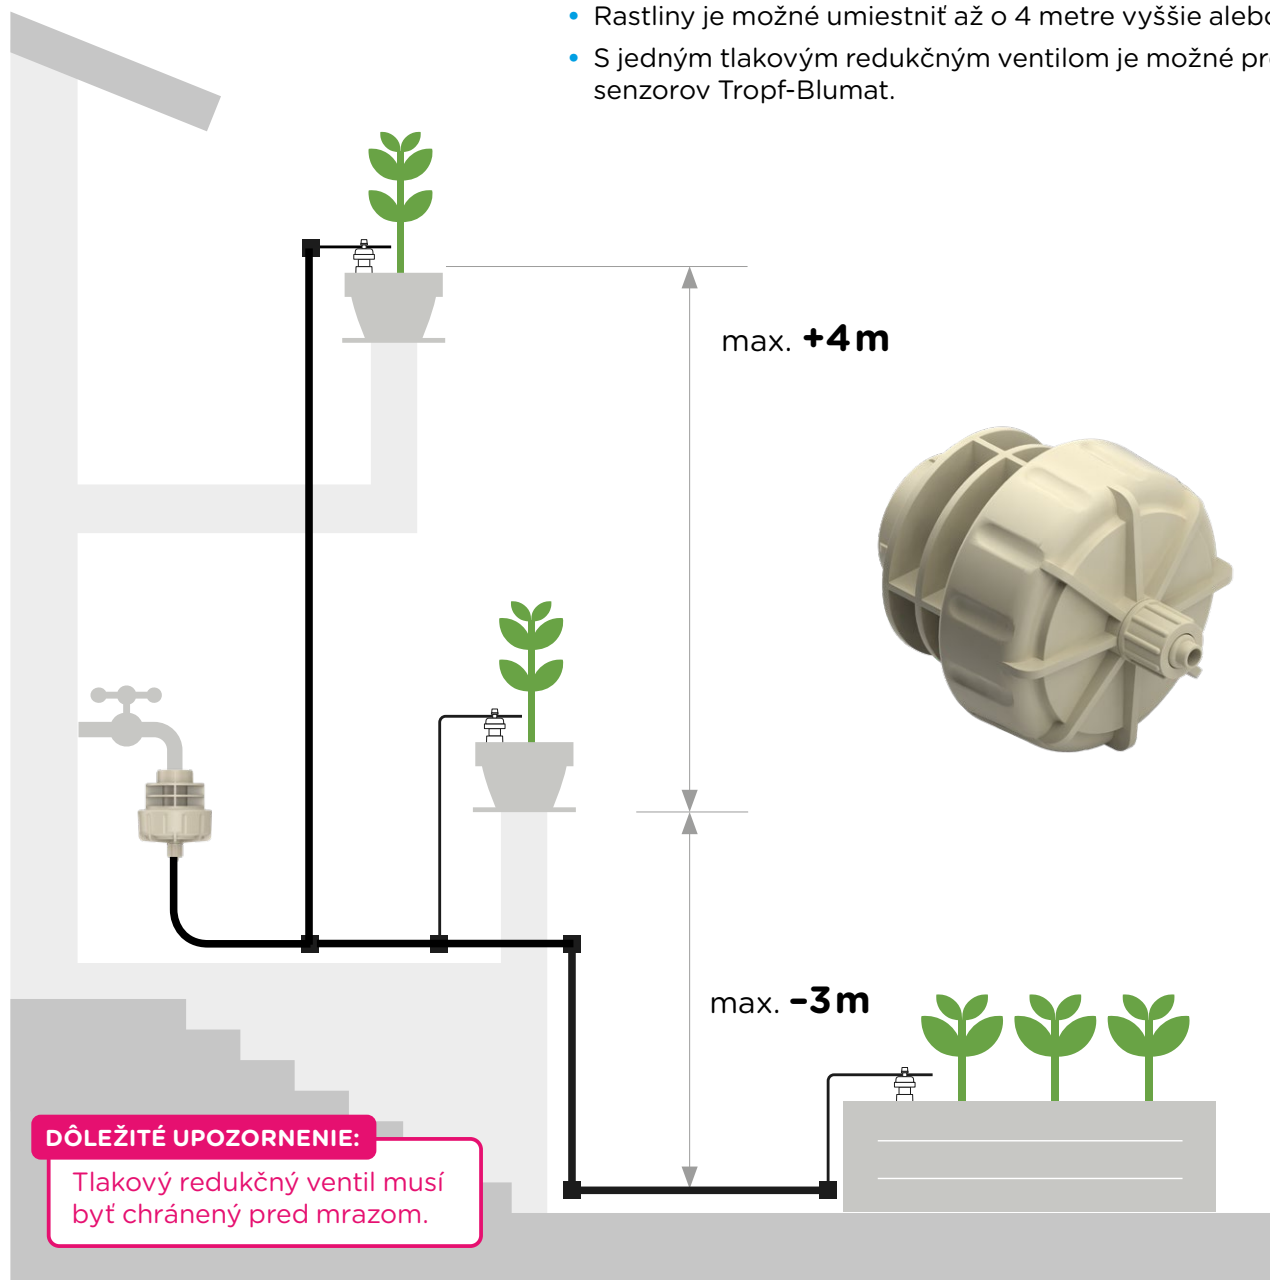 • Rastliny je možné umiestniť až o 4 metre vyššie alebo
• S jedným tlakovým redukčným ventilom je možné
senzorov Tropf-Blumat.
max. +4m
max. –3m
DÔLEŽITÉ UPOZORNENIE:
Tlakový redukčný ventil musí
byť chránený pred mrazom.